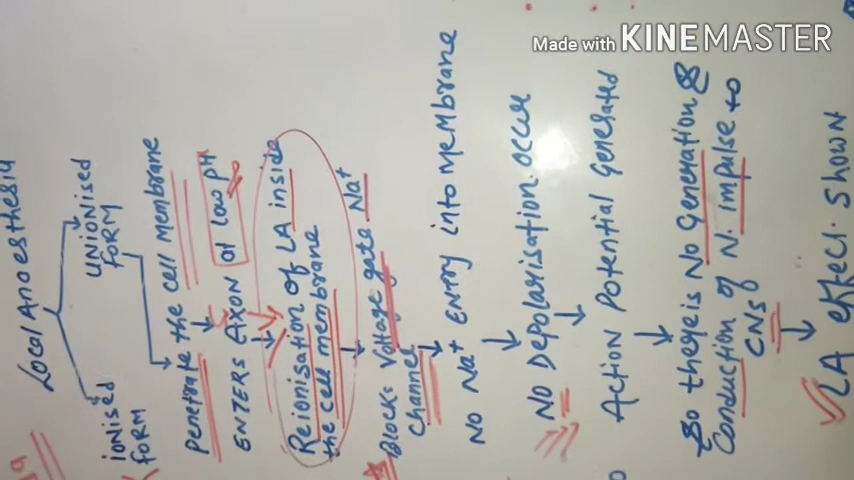 Made with KINEMASTER
Local Anaesthesia
ionised
FORM
UNIONISED
FORM
Penetrate the cell Membrane
ENTERS AXON at low pH
Reionisation of LA inside
the cell membrane
Blocks Voltage gate Na+
channel
NO Na+ Entry into MEMBRANE
NO DEPOLARISATION OCCUR
ACTION Potential Generated
So there is No Generation &
Conduction of N. impulse to
CNS
LA effect shown